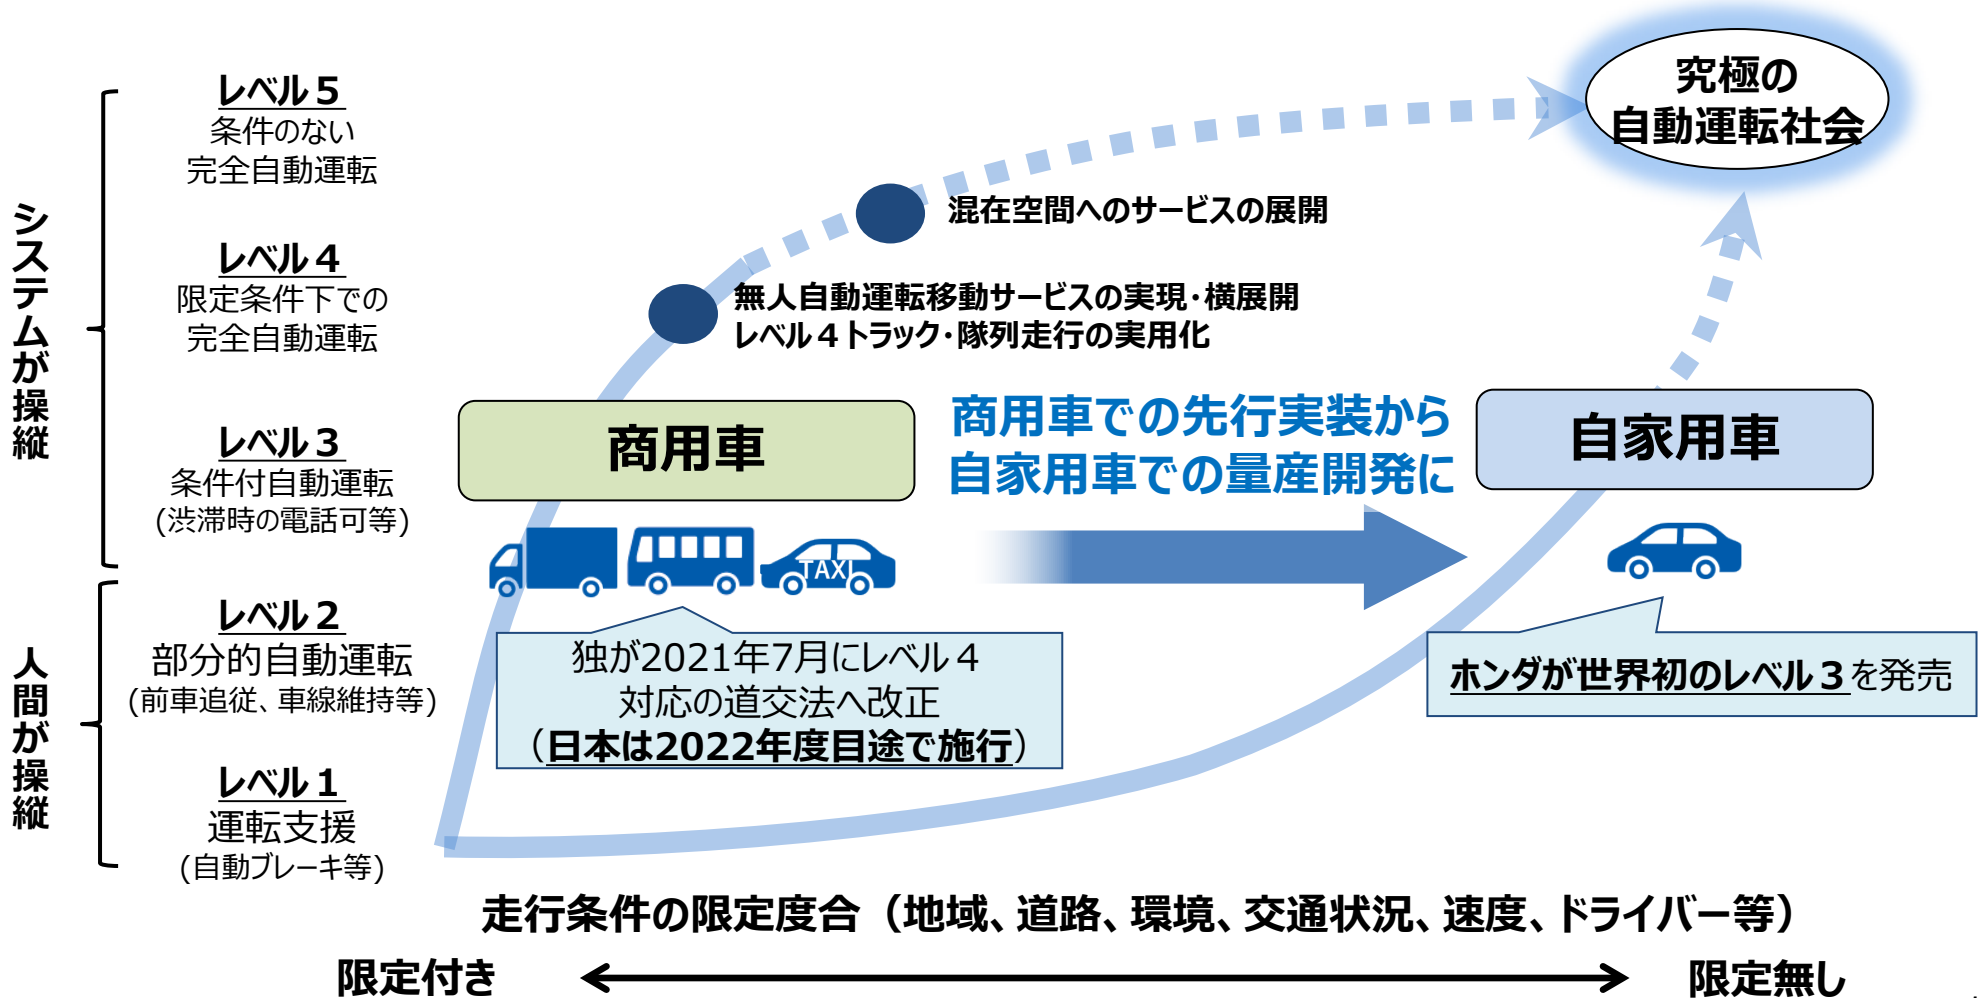 システムが操縦
レベル５
条件のない
完全自動運転
レベル４
限定条件下での
完全自動運転
レベル３
条件付自動運転
(渋滞時の電話可等)
人間が操縦
レベル２
部分的自動運転
(前車追従、車線維持等)
レベル１
運転支援
(自動ブレーキ等)
究極の
自動運転社会
混在空間へのサービスの展開
無人自動運転移動サービスの実現・横展開
レベル４トラック・隊列走行の実用化
商用車
商用車での先行実装から
自家用車での量産開発に
自家用車
TAXI
独が2021年7月にレベル４
対応の道交法へ改正
（日本は2022年度目途で施行）
ホンダが世界初のレベル３を発売
走行条件の限定度合（地域、道路、環境、交通状況、速度、ドライバー等）
限定付き
限定無し